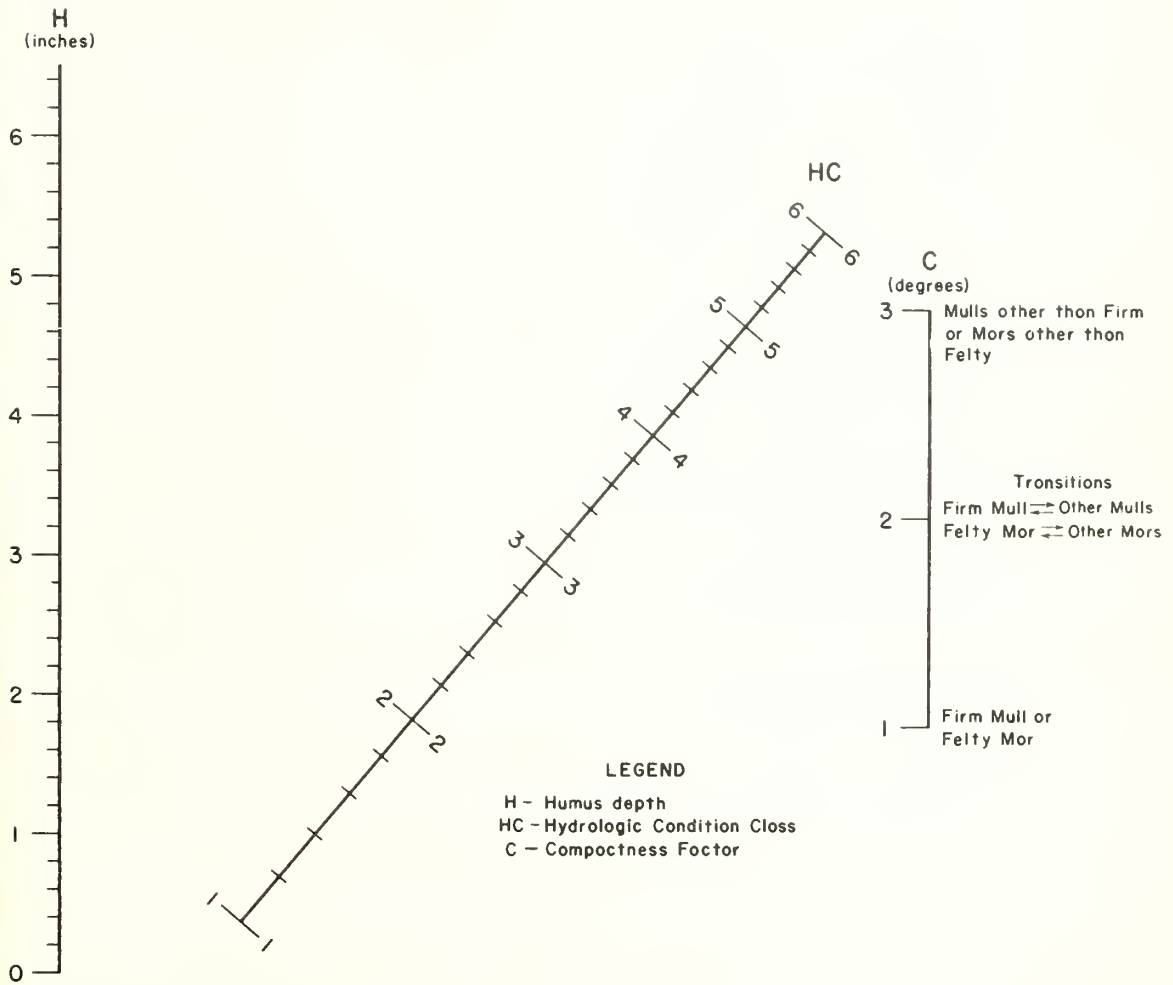 H
(inches)
6
5
4
3
2
1
0
HC
6
6
5
5
4
4
3
3
2
2
1
1
C
(degrees)
3
Mulls other thon Firm
or Mors other thon
Felty
2
Tronsitions
Firm Mull ⇌ Other Mulls
Felty Mor ⇌ Other Mors
1
Firm Mull or
Felty Mor
LEGEND
H - Humus depth
HC - Hydrologic Condition Closs
C - Compoctness Foctor